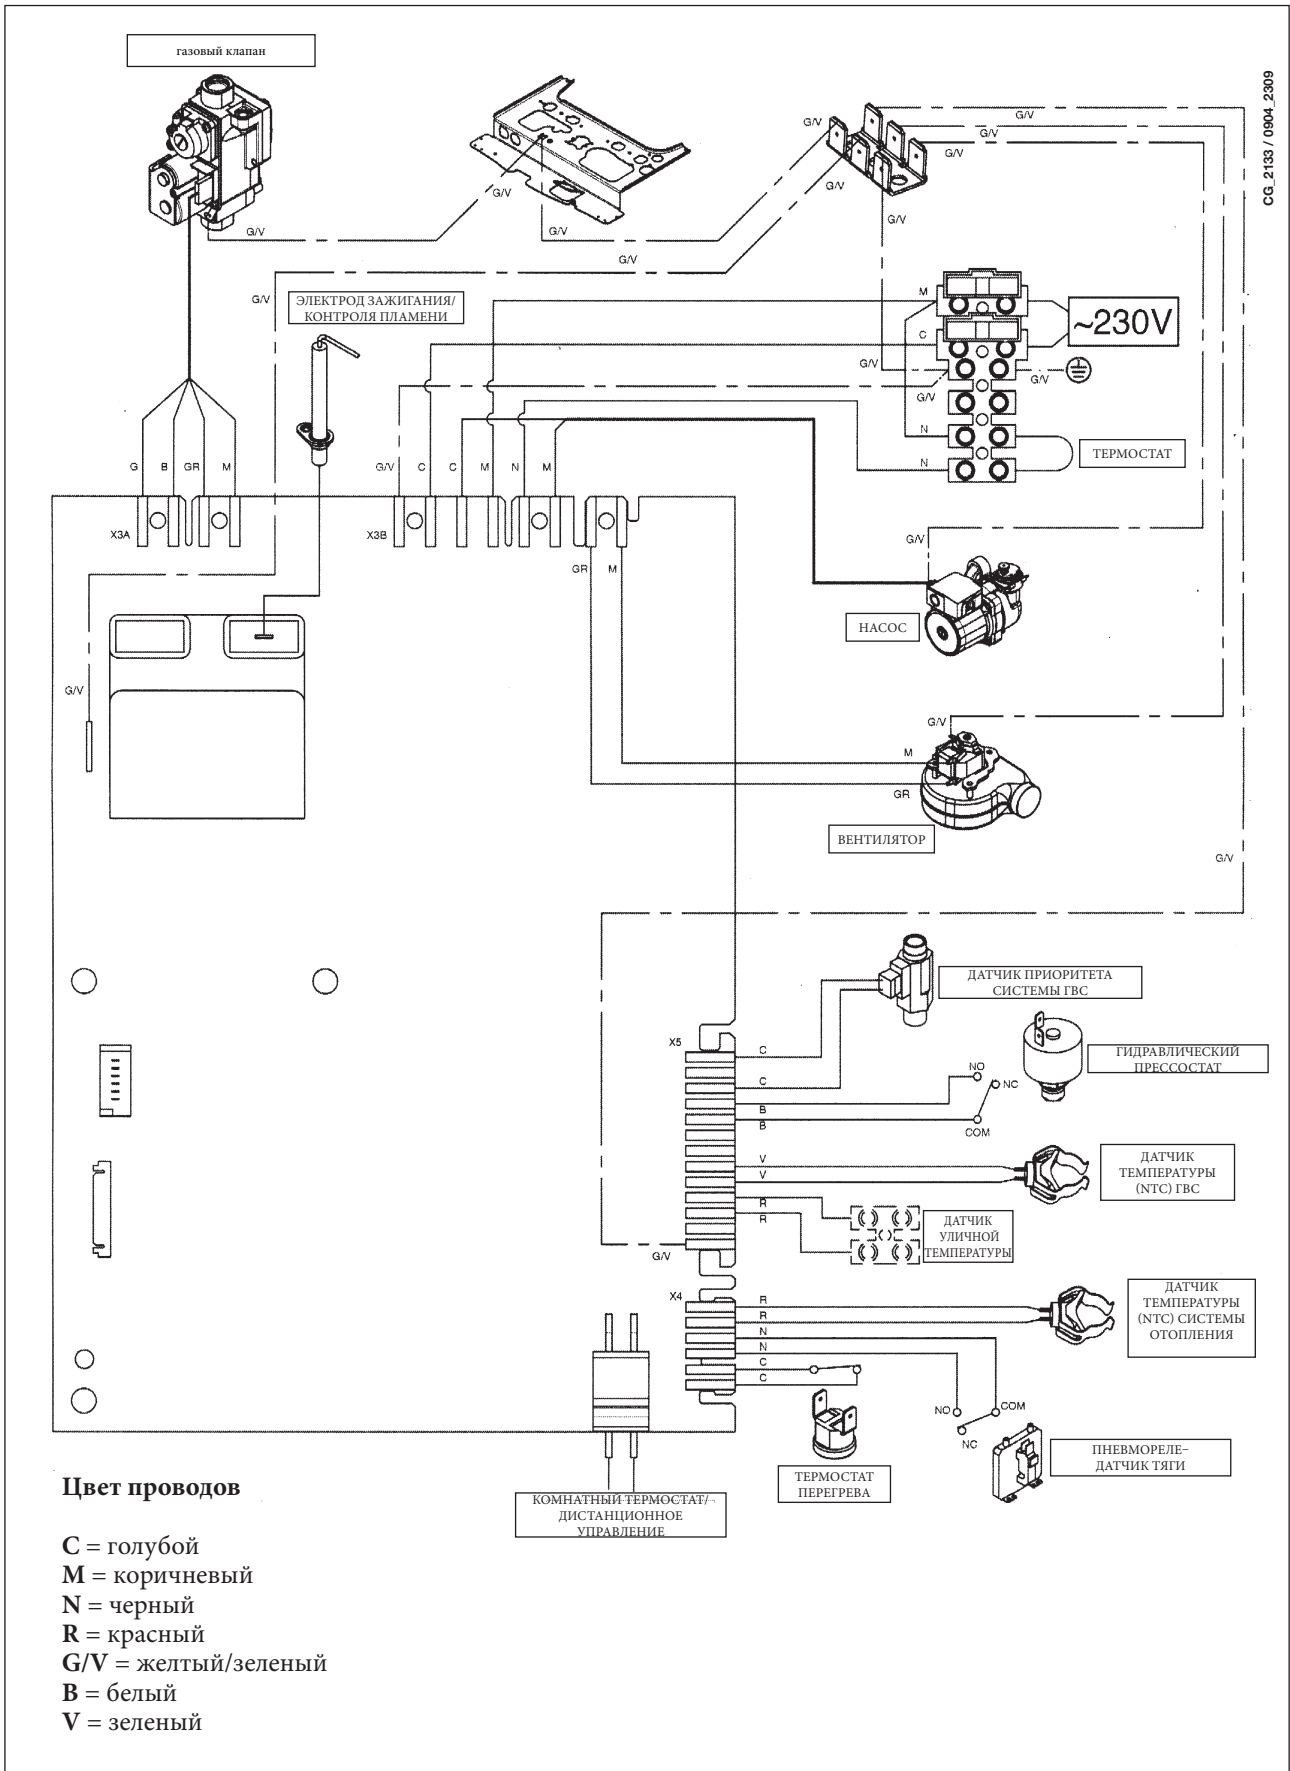 газовый клапан
CG_2133 / 0904_2309
G/V
G/V
G/V
G/V
G/V
G/V
G/V
G/V
G/V
G/V
G/V
G/V
ЭЛЕКТРОД ЗАЖИГАНИЯ/
КОНТРОЛЯ ПЛАМЕНИ
M
C
~230V
G/V
G/V
G/V
N
N
ТЕРМОСТАТ
G B GR M
G/V C C M N M
X3A
X3B
GR M
G/V
НАСОС
G/V
G/V
M
GR
ВЕНТИЛЯТОР
G/V
ДАТЧИК ПРИОРИТЕТА
СИСТЕМЫ ГВС
X5
C
C
B
B
NO
NC
COM
ГИДРАВЛИЧЕСКИЙ
ПРЕССОСТАТ
V
V
ДАТЧИК
ТЕМПЕРАТУРЫ
(NTC) ГВС
R
R
ДАТЧИК
УЛИЧНОЙ
ТЕМПЕРАТУРЫ
G/V
X4
R
R
N
N
C
C
ДАТЧИК
ТЕМПЕРАТУРЫ
(NTC) СИСТЕМЫ
ОТОПЛЕНИЯ
NO
COM
NC
ПНЕВМОРЕЛЕ–
ДАТЧИК ТЯГИ
ТЕРМОСТАТ
ПЕРЕГРЕВА
КОМНАТНЫЙ ТЕРМОСТАТ/
ДИСТАНЦИОННОЕ
УПРАВЛЕНИЕ
Цвет проводов
C = голубой
M = коричневый
N = черный
R = красный
G/V = желтый/зеленый
B = белый
V = зеленый